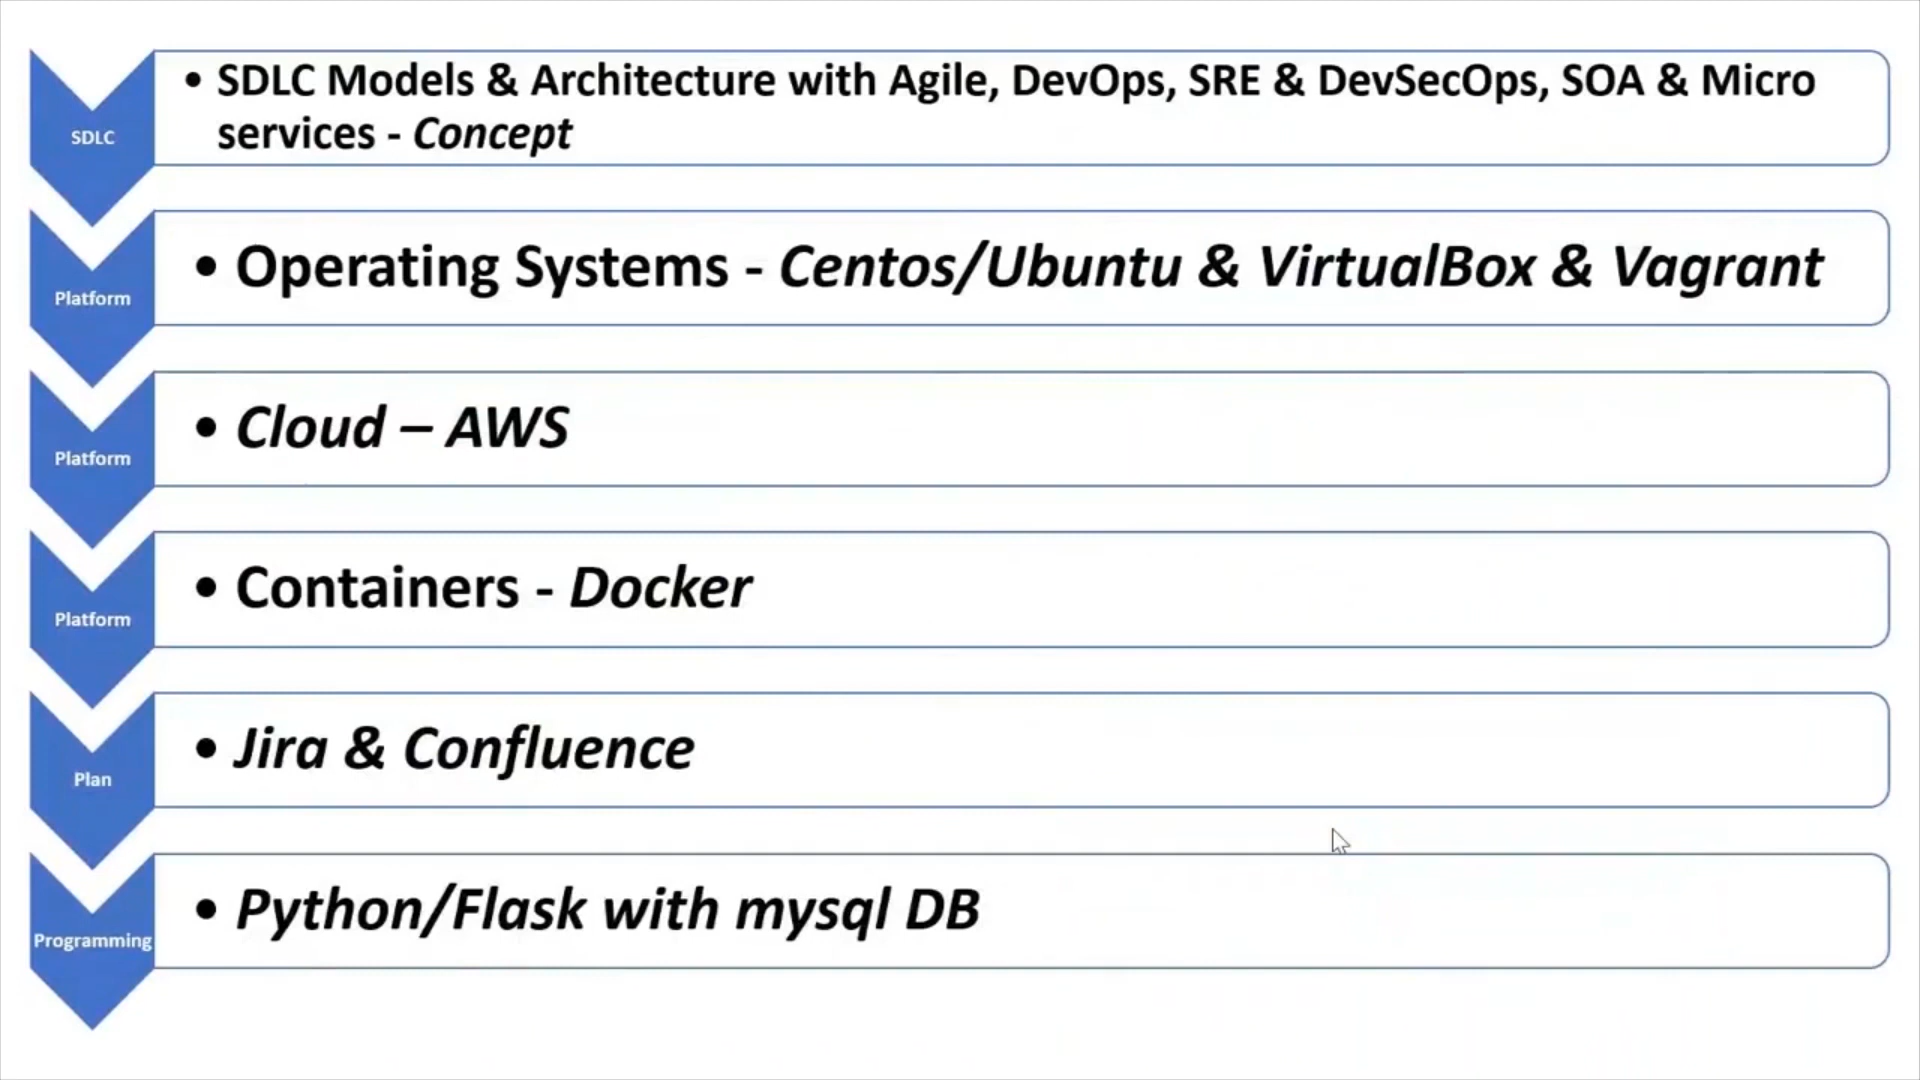 SDLC
• SDLC Models & Architecture with Agile, DevOps, SRE & DevSecOps, SOA & Micro
services - Concept
Platform
• Operating Systems - Centos/Ubuntu & VirtualBox & Vagrant
Platform
• Cloud – AWS
Platform
• Containers - Docker
Plan
• Jira & Confluence
Programming
• Python/Flask with mysql DB